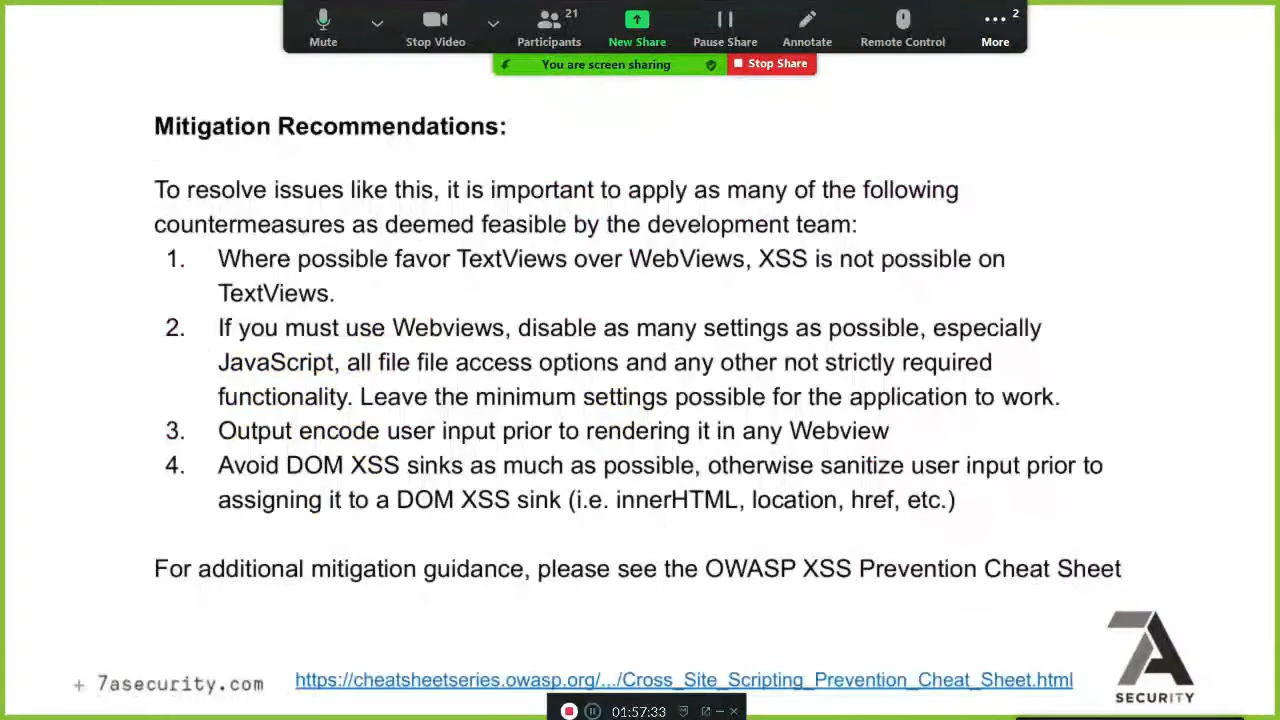 21
2
Mute
Stop Video
Participants
New Share
Pause Share
Annotate
Remote Control
More
You are screen sharing
Stop Share
Mitigation Recommendations:
To resolve issues like this, it is important to apply as many of the following
countermeasures as deemed feasible by the development team:
1. Where possible favor TextViews over WebViews, XSS is not possible on
TextViews.
2. If you must use Webviews, disable as many settings as possible, especially
JavaScript, all file file access options and any other not strictly required
functionality. Leave the minimum settings possible for the application to work.
3. Output encode user input prior to rendering it in any Webview
4. Avoid DOM XSS sinks as much as possible, otherwise sanitize user input prior to
assigning it to a DOM XSS sink (i.e. innerHTML, location, href, etc.)
For additional mitigation guidance, please see the OWASP XSS Prevention Cheat Sheet
+ 7asecurity.com
https://cheatsheetseries.owasp.org/.../Cross_Site_Scripting_Prevention_Cheat_Sheet.html
7A
SECURITY
01:57:33